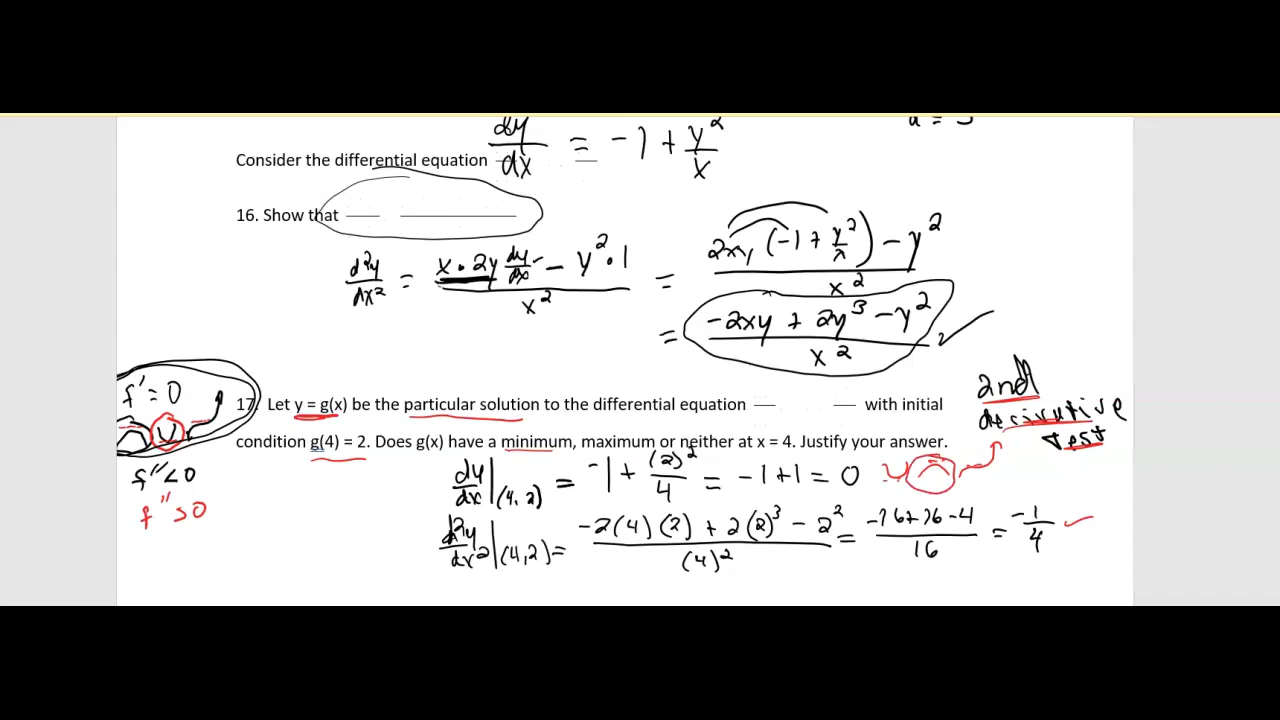 dy/dx = -1 + y²/x
Consider the differential equation
16. Show that
d²y/dx² = (x · 2y dy/dx - y² · 1)/x² = (2xy(-1 + y²/x) - y²)/x²
= (-2xy + 2y³ - y²)/x² ✓
f' = 0
f'' < 0
f'' > 0
2nd
derivative
test
17. Let y = g(x) be the particular solution to the differential equation with initial
condition g(4) = 2. Does g(x) have a minimum, maximum or neither at x = 4. Justify your answer.
dy/dx|(4,2) = -1 + (2)²/4 = -1 + 1 = 0
d²y/dx²|(4,2) = (-2(4)(2) + 2(2)³ - 2²)/(4)² = (-16+16-4)/16 = -1/4 ✓